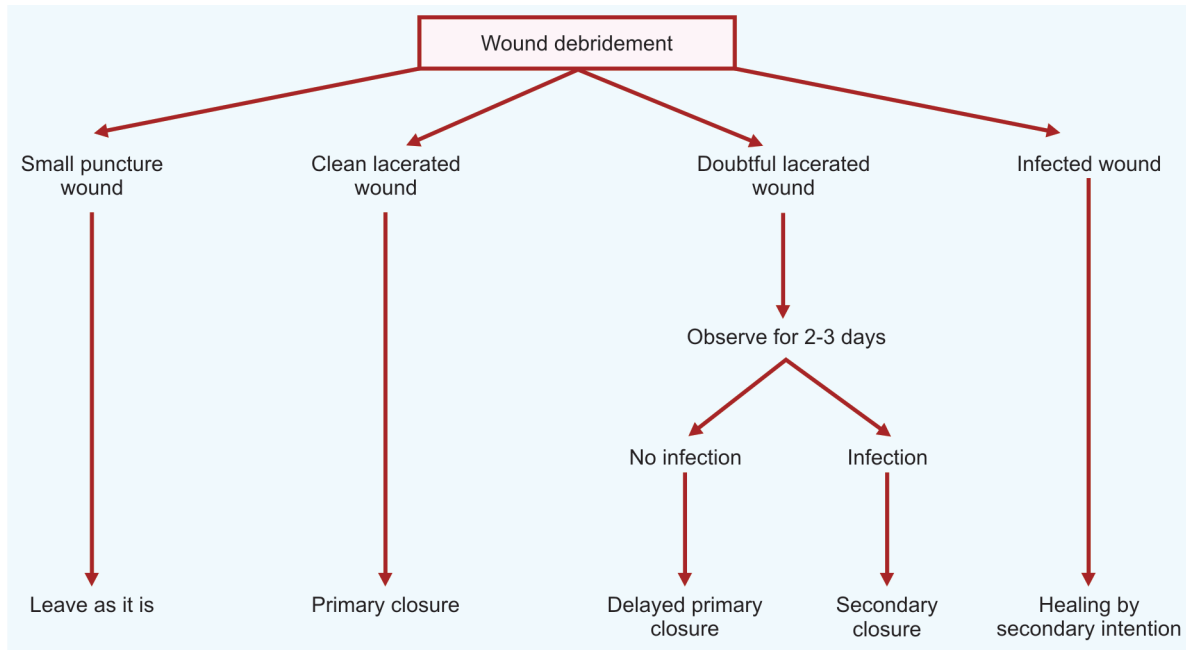 Wound debridement
Small puncture
wound
Clean lacerated
wound
Doubtful lacerated
wound
Infected wound
Observe for 2-3 days
No infection
Infection
Leave as it is
Primary closure
Delayed primary
closure
Secondary
closure
Healing by
secondary intention